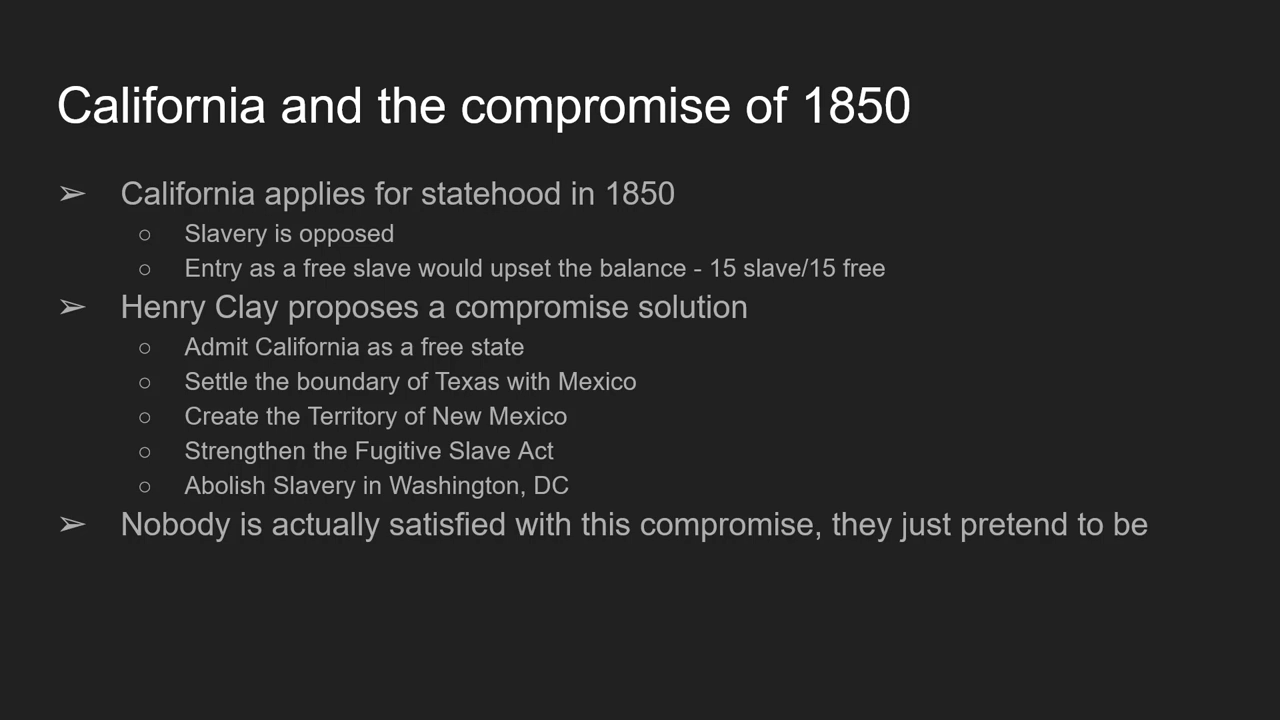 California and the compromise of 1850
➢ California applies for statehood in 1850
○ Slavery is opposed
○ Entry as a free slave would upset the balance - 15 slave/15 free
➢ Henry Clay proposes a compromise solution
○ Admit California as a free state
○ Settle the boundary of Texas with Mexico
○ Create the Territory of New Mexico
○ Strengthen the Fugitive Slave Act
○ Abolish Slavery in Washington, DC
➢ Nobody is actually satisfied with this compromise, they just pretend to be